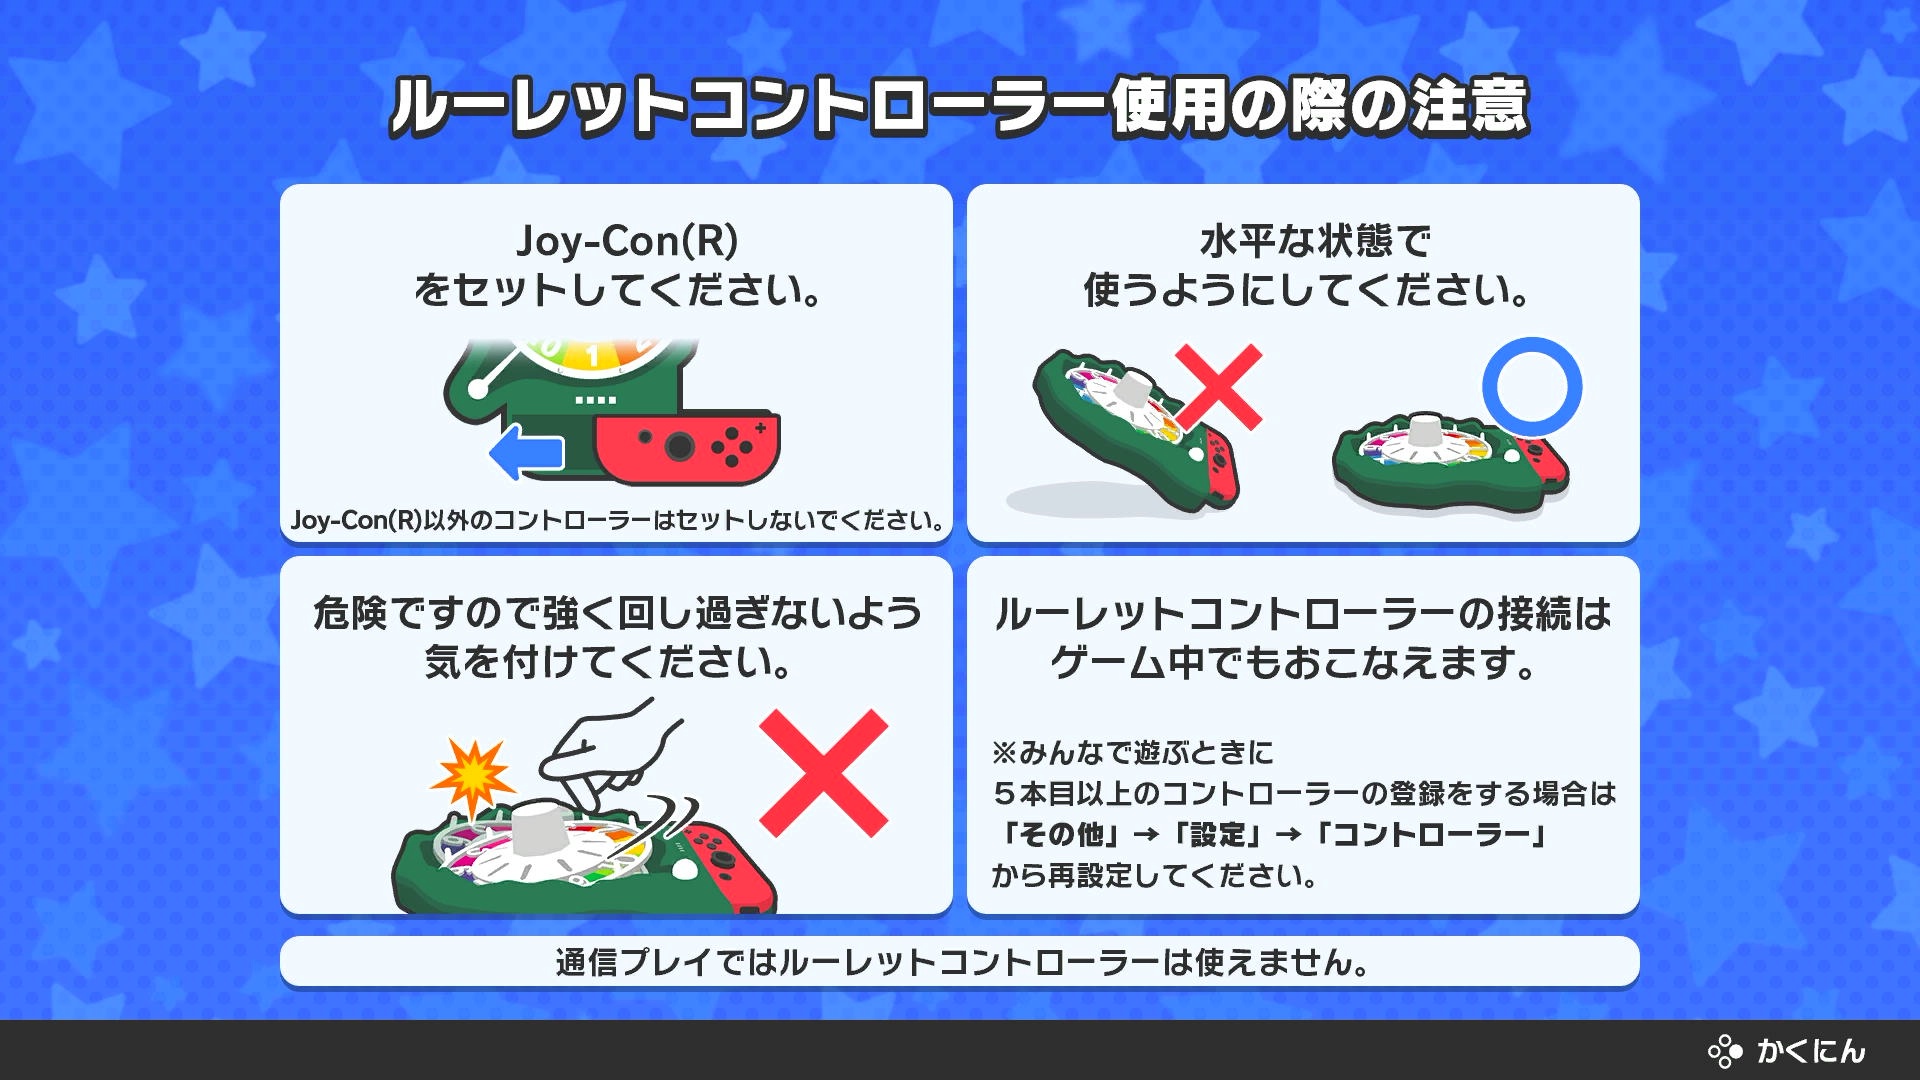 ルーレットコントローラー使用の際の注意
Joy-Con(R)
をセットしてください。
1
Joy-Con(R)以外のコントローラーはセットしないでください。
水平な状態で
使うようにしてください。
危険ですので強く回し過ぎないよう
気を付けてください。
ルーレットコントローラーの接続は
ゲーム中でもおこなえます。
※みんなで遊ぶときに
５本目以上のコントローラーの登録をする場合は
「その他」→「設定」→「コントローラー」
から再設定してください。
通信プレイではルーレットコントローラーは使えません。
かくにん